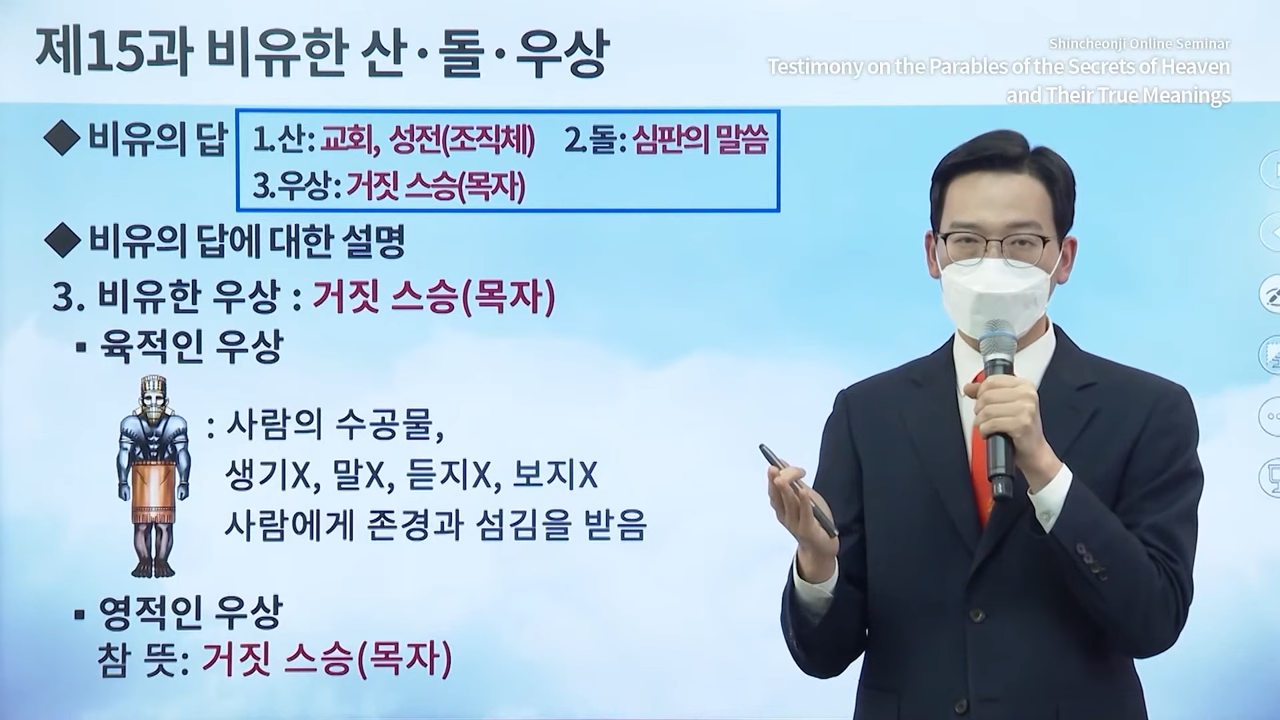 제15과 비유한 산·돌·우상
Shincheonji Online Seminar
Testimony on the Parables of the Secrets of Heaven
and Their True Meanings
◆ 비유의 답 1.산: 교회, 성전(조직체) 2.돌: 심판의 말씀
3.우상: 거짓 스승(목자)
◆ 비유의 답에 대한 설명
3. 비유한 우상 : 거짓 스승(목자)
▪ 육적인 우상
: 사람의 수공물,
생기X, 말X, 듣지X, 보지X
사람에게 존경과 섬김을 받음
▪ 영적인 우상
참 뜻: 거짓 스승(목자)